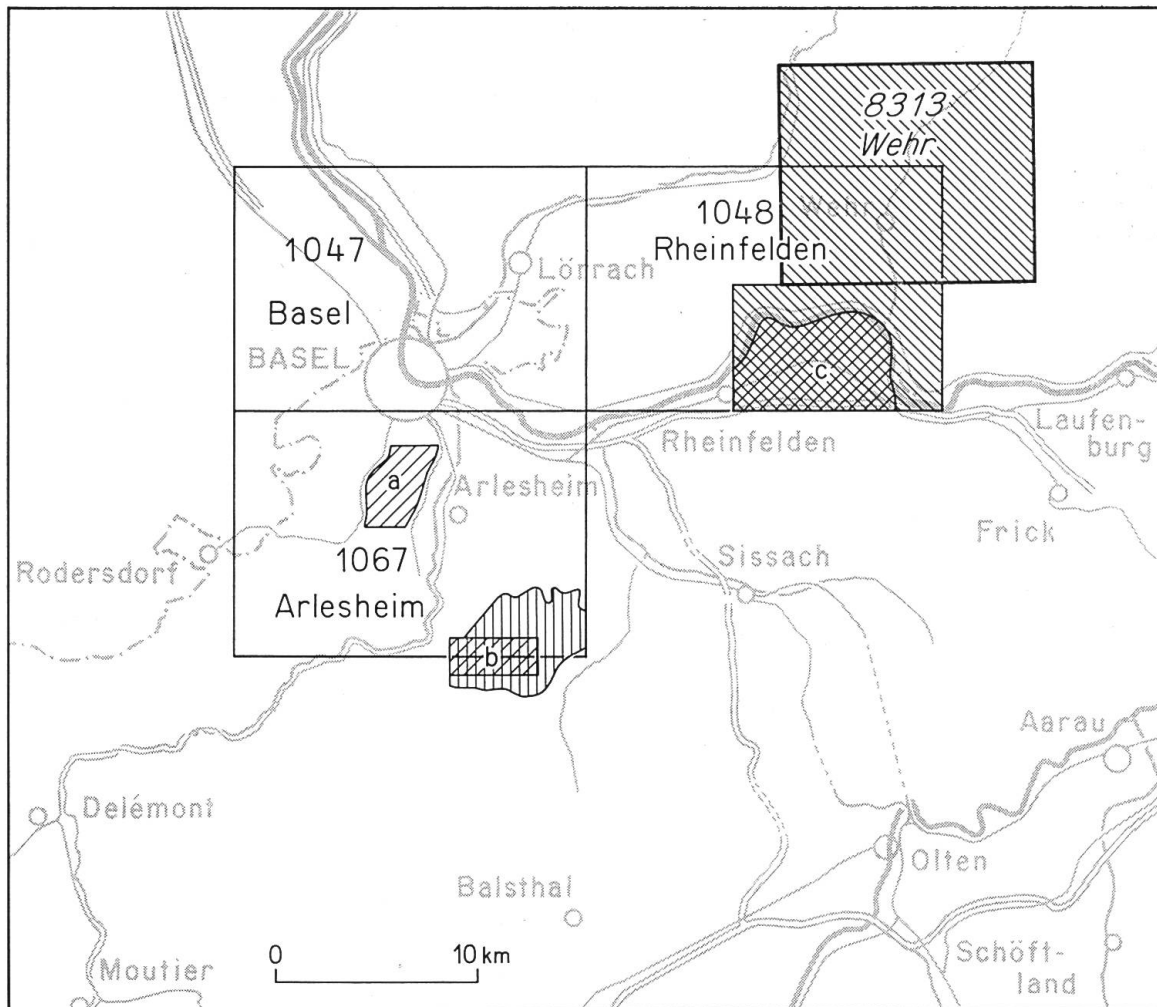 8313
Wehr
Wehr
1048
Rheinfelden
1047
Lörrach
Basel
BASEL
c
Rheinfelden
Laufen-
burg
a
Arlesheim
Frick
Rodersdorf
1067
Arlesheim
Sissach
b
Aarau
Delémont
Olten
Balsthal
0 10 km
Moutier
Schöft-
land